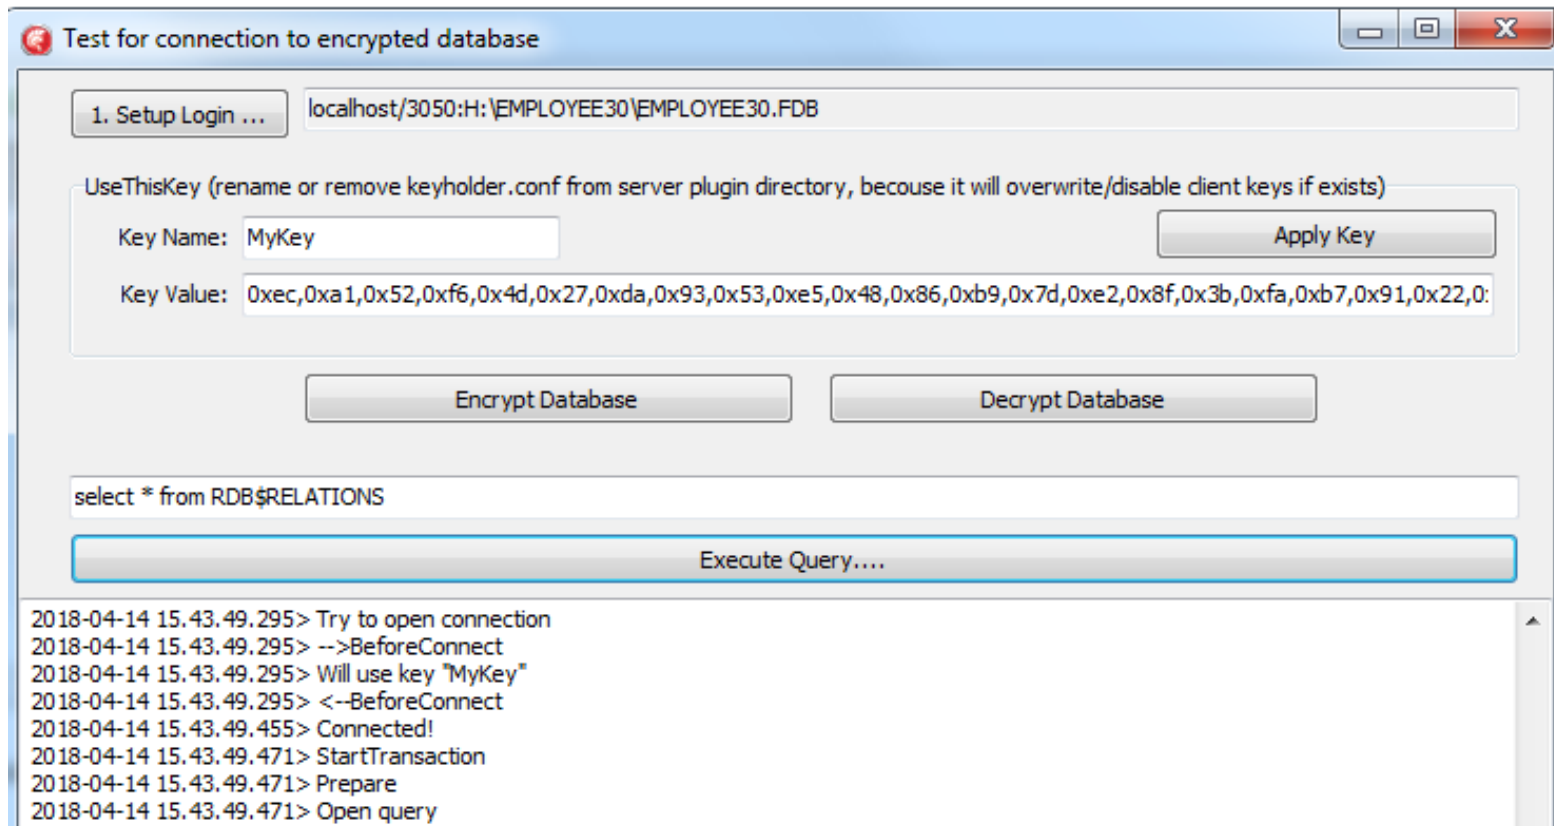 Test for connection to encrypted database
1. Setup Login ...
localhost/3050:H:\EMPLOYEE30\EMPLOYEE30.FDB
UseThisKey (rename or remove keyholder.conf from server plugin directory, becouse it will overwrite/disable client keys if exists)
Key Name: MyKey
Apply Key
Key Value: 0xec,0xa1,0x52,0xf6,0x4d,0x27,0xda,0x93,0x53,0xe5,0x48,0x86,0xb9,0x7d,0xe2,0x8f,0x3b,0xfa,0xb7,0x91,0x22,0:
Encrypt Database
Decrypt Database
select * from RDB$RELATIONS
Execute Query....
2018-04-14 15.43.49.295> Try to open connection
2018-04-14 15.43.49.295> -->BeforeConnect
2018-04-14 15.43.49.295> Will use key "MyKey"
2018-04-14 15.43.49.295> <--BeforeConnect
2018-04-14 15.43.49.455> Connected!
2018-04-14 15.43.49.471> StartTransaction
2018-04-14 15.43.49.471> Prepare
2018-04-14 15.43.49.471> Open query